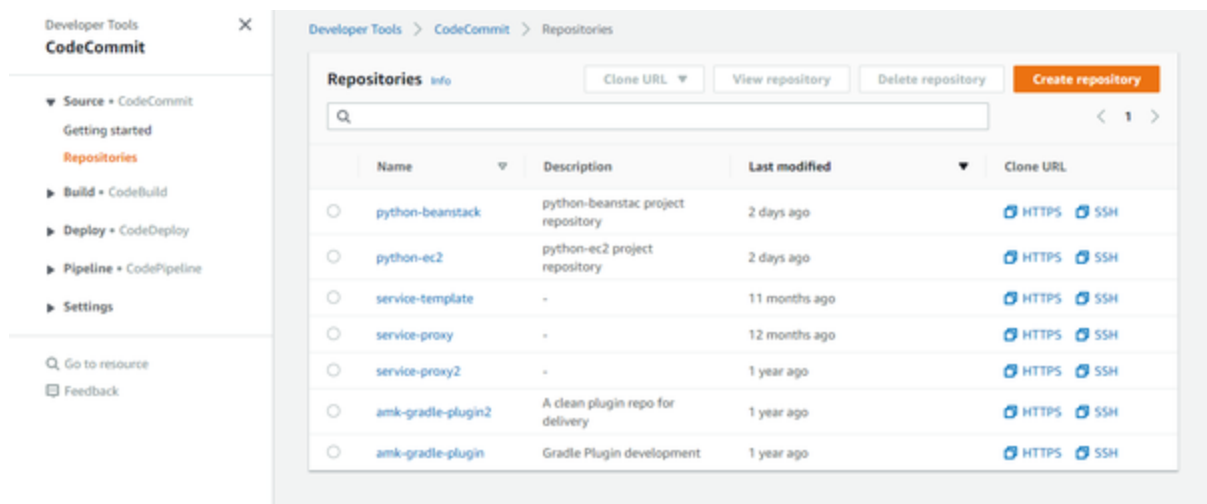 Developer Tools
CodeCommit
Source • CodeCommit
Getting started
Repositories
Build • CodeBuild
Deploy • CodeDeploy
Pipeline • CodePipeline
Settings
Go to resource
Feedback
Developer Tools > CodeCommit > Repositories
Repositories Info Clone URL View repository Delete repository Create repository
< 1 >
Name Description Last modified Clone URL
python-beanstack python-beanstac project
repository 2 days ago HTTPS SSH
python-ec2 python-ec2 project
repository 2 days ago HTTPS SSH
service-template - 11 months ago HTTPS SSH
service-proxy - 12 months ago HTTPS SSH
service-proxy2 - 1 year ago HTTPS SSH
amk-gradle-plugin2 A clean plugin repo for
delivery 1 year ago HTTPS SSH
amk-gradle-plugin Gradle Plugin development 1 year ago HTTPS SSH